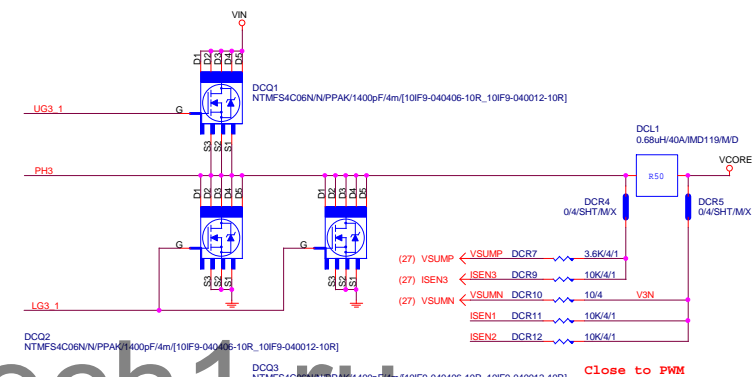 VIN
D1 D2 D3 D4 D5
DCQ1
NTMFS4C06N/N/PPAK/1400pF/4m/[10IF9-040406-10R_10IF9-040012-10R]
G
UG3_1
S3 S2 S1
DCL1
0.68uH/40A/IMD119/M/D
VCORE
R50
PH3
D1 D2 D3 D4 D5
D1 D2 D3 D4 D5
DCR4
0/4/SHT/M/X
DCR5
0/4/SHT/M/X
G
G
S3 S2 S1
S3 S2 S1
(27) VSUMP VSUMP DCR7 3.6K/4/1
(27) ISEN3 ISEN3 DCR9 10K/4/1
(27) VSUMN VSUMN DCR10 10/4 V3N
LG3_1
ISEN1 DCR11 10K/4/1
ISEN2 DCR12 10K/4/1
DCQ2
NTMFS4C06N/N/PPAK/1400pF/4m/[10IF9-040406-10R_10IF9-040012-10R]
DCQ3
Close to PWM